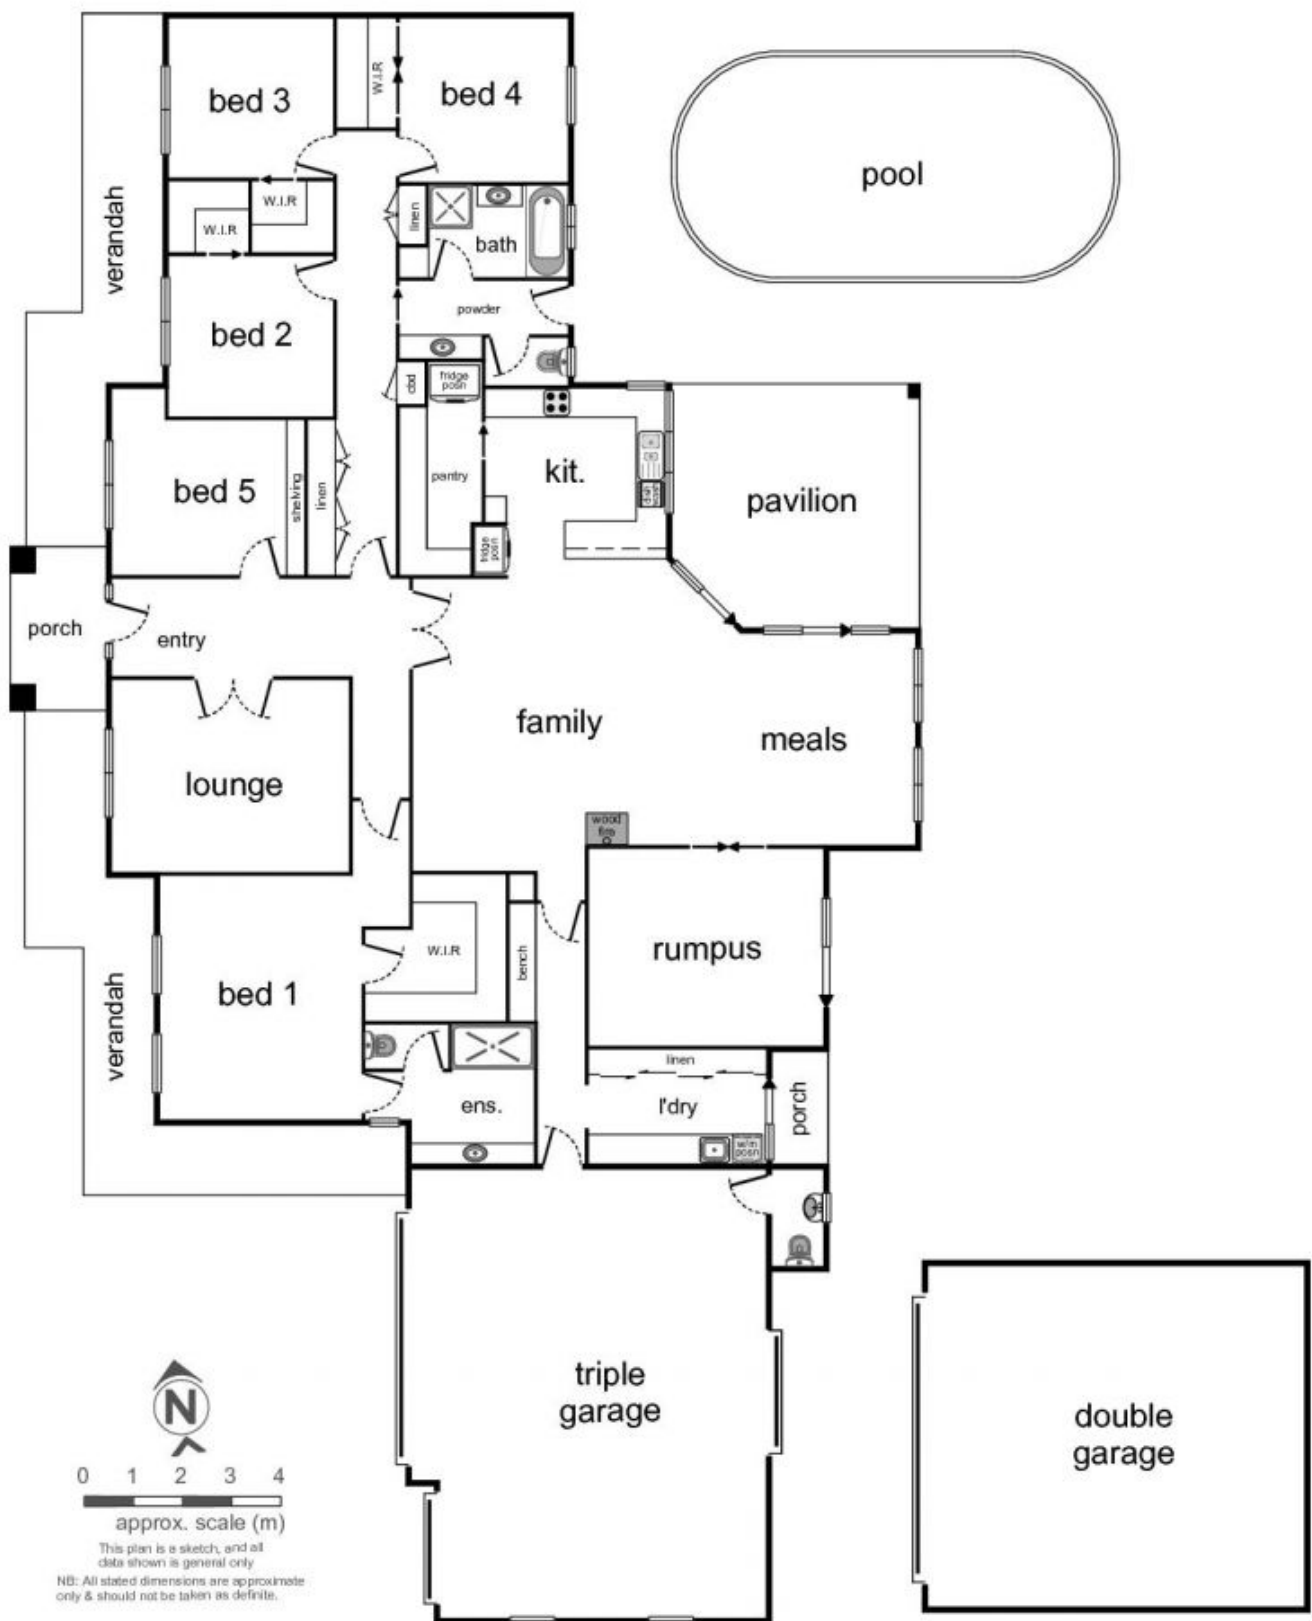 bed 3
W.I.R
bed 4
pool
verandah
W.I.R
W.I.R
linen
bath
bed 2
powder
cbd
fridge
posn
bed 5
shelving
linen
pantry
kit.
dish
wash
fridge
posn
pavilion
porch
entry
family
meals
lounge
wood
fire
verandah
bed 1
W.I.R
bench
rumpus
linen
ens.
l'dry
w/m
posn
porch
triple
garage
double
garage
N
0 1 2 3 4
approx. scale (m)
This plan is a sketch, and all
data shown is general only
NB: All stated dimensions are approximate
only & should not be taken as definite.